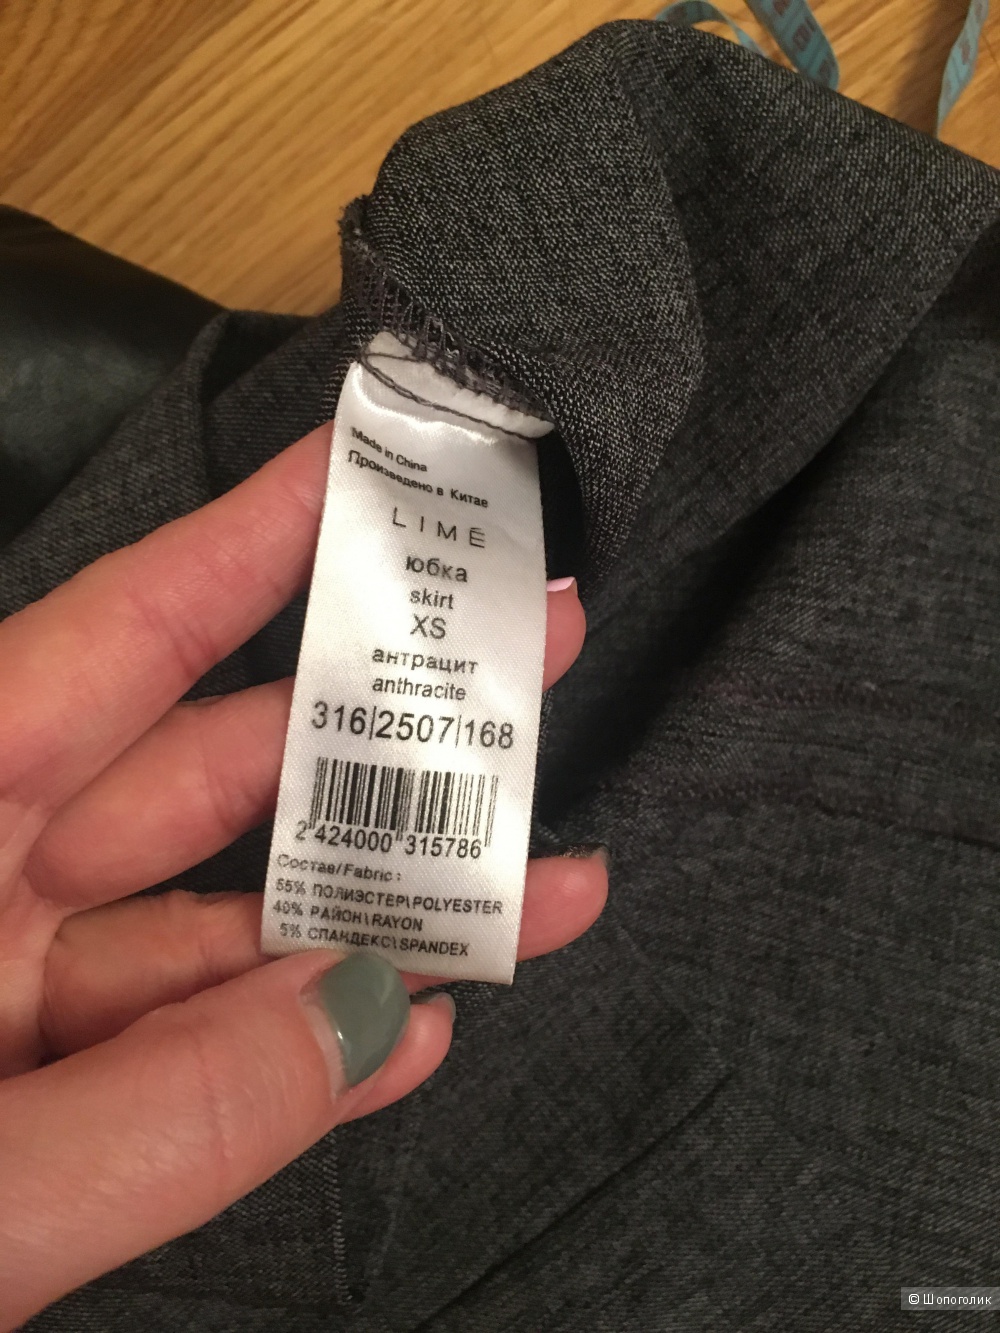 Made in China
Произведено в Китае
LIMÉ
юбка
skirt
XS
антрацит
anthracite
316|2507|168
2 424000 315786
Состав/Fabric:
55% ПОЛИЭСТЕР\POLYESTER
40% РАЙОН\RAYON
5% СПАНДЕКС\SPANDEX
© Шопоголик